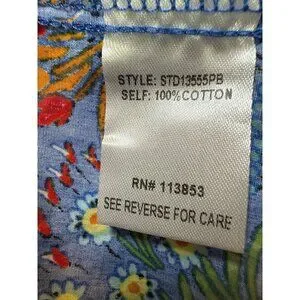 STYLE: STD13555PB
SELF: 100% COTTON
RN# 113853
SEE REVERSE FOR CARE